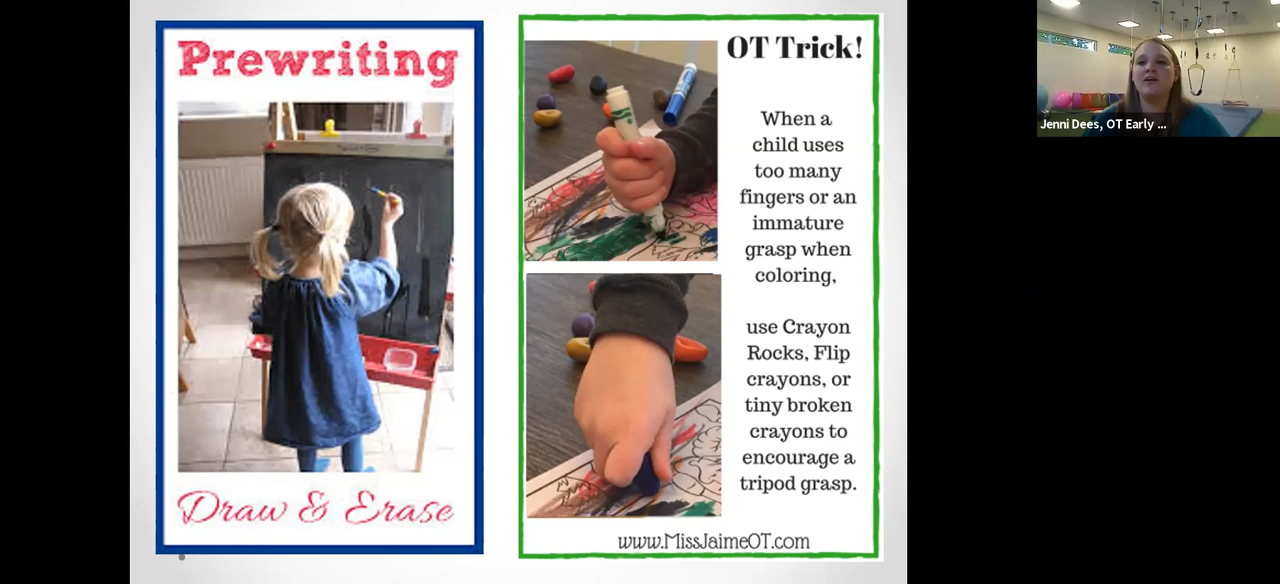 Prewriting
Draw & Erase
OT Trick!
When a
child uses
too many
fingers or an
immature
grasp when
coloring,
use Crayon
Rocks, Flip
crayons, or
tiny broken
crayons to
encourage a
tripod grasp.
www.MissJaimeOT.com
Jenni Dees, OT Early ...